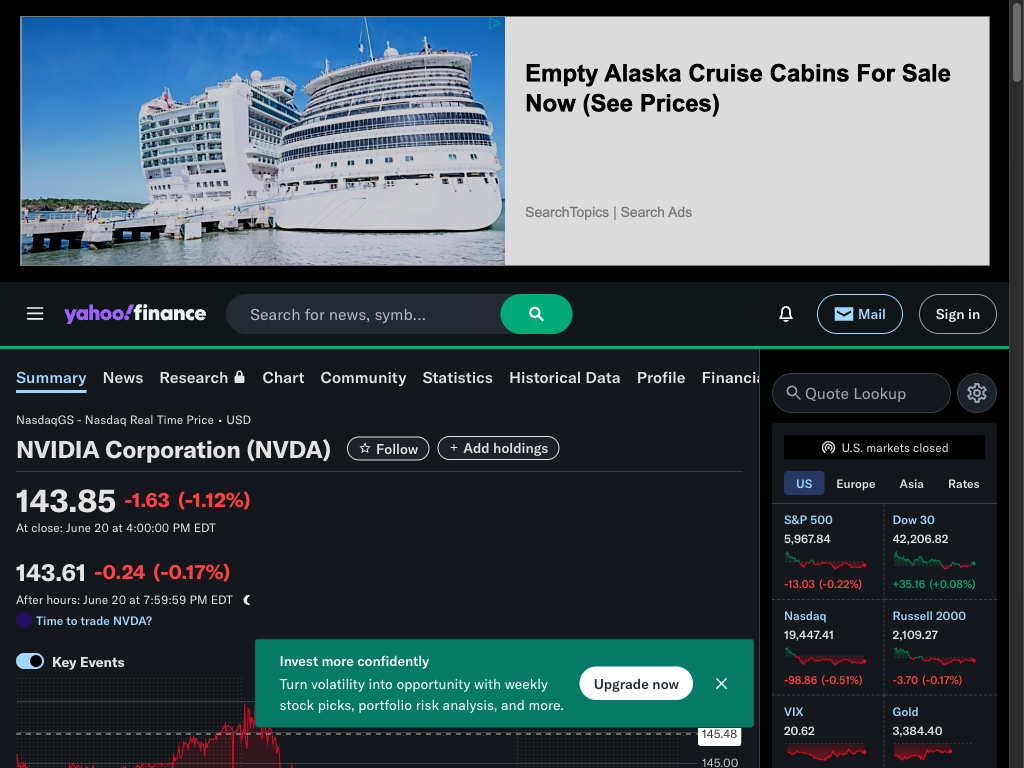 Empty Alaska Cruise Cabins For Sale
Now (See Prices)
SearchTopics | Search Ads
yahoo!finance
Search for news, symb...
Mail
Sign in
Summary News Research Chart Community Statistics Historical Data Profile Financia
Quote Lookup
NasdaqGS - Nasdaq Real Time Price • USD
NVIDIA Corporation (NVDA)
Follow
+ Add holdings
143.85 -1.63 (-1.12%)
At close: June 20 at 4:00:00 PM EDT
143.61 -0.24 (-0.17%)
After hours: June 20 at 7:59:59 PM EDT
Time to trade NVDA?
Key Events
Invest more confidently
Turn volatility into opportunity with weekly
stock picks, portfolio risk analysis, and more.
Upgrade now
145.48
145.00
U.S. markets closed
US Europe Asia Rates
S&P 500
5,967.84
-13.03 (-0.22%)
Dow 30
42,206.82
+35.16 (+0.08%)
Nasdaq
19,447.41
-98.86 (-0.51%)
Russell 2000
2,109.27
-3.70 (-0.17%)
VIX
20.62
Gold
3,384.40